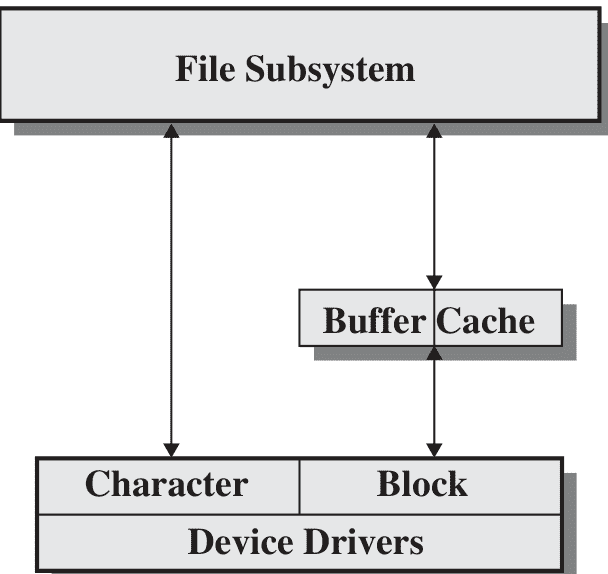 File Subsystem
Buffer Cache
Character
Block
Device Drivers